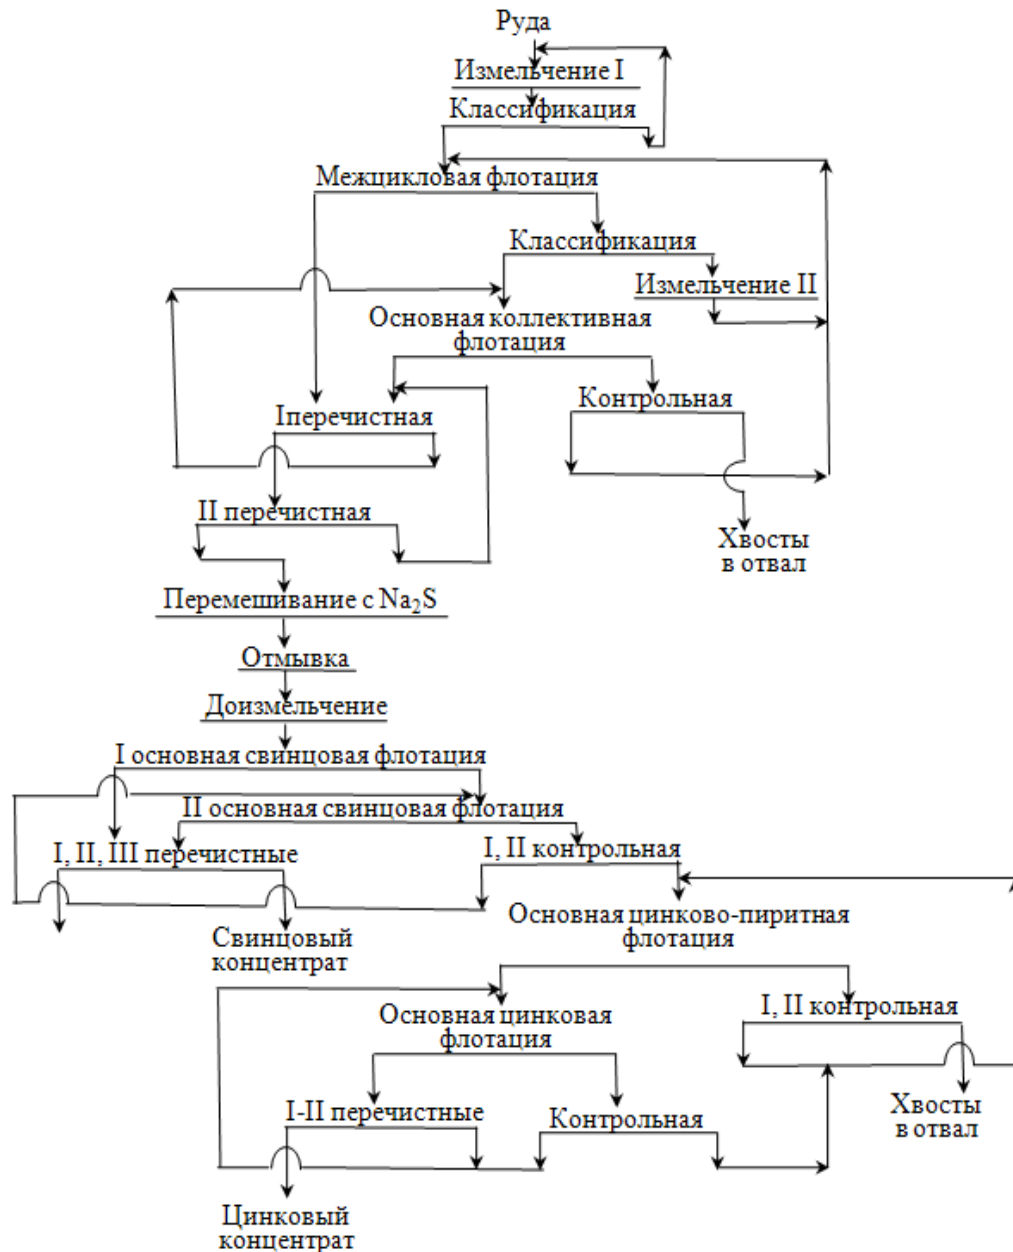 Руда
Измельчение I
Классификация
Межцикловая флотация
Классификация
Измельчение II
Основная коллективная
флотация
Контрольная
Iперечистная
II перечистная
Хвосты
в отвал
Перемешивание с Na₂S
Отмывка
Доизмельчение
I основная свинцовая флотация
II основная свинцовая флотация
I, II, III перечистные
I, II контрольная
Основная цинково-пиритная
флотация
Свинцовый
концентрат
I, II контрольная
Основная цинковая
флотация
Хвосты
в отвал
I-II перечистные
Контрольная
Цинковый
концентрат